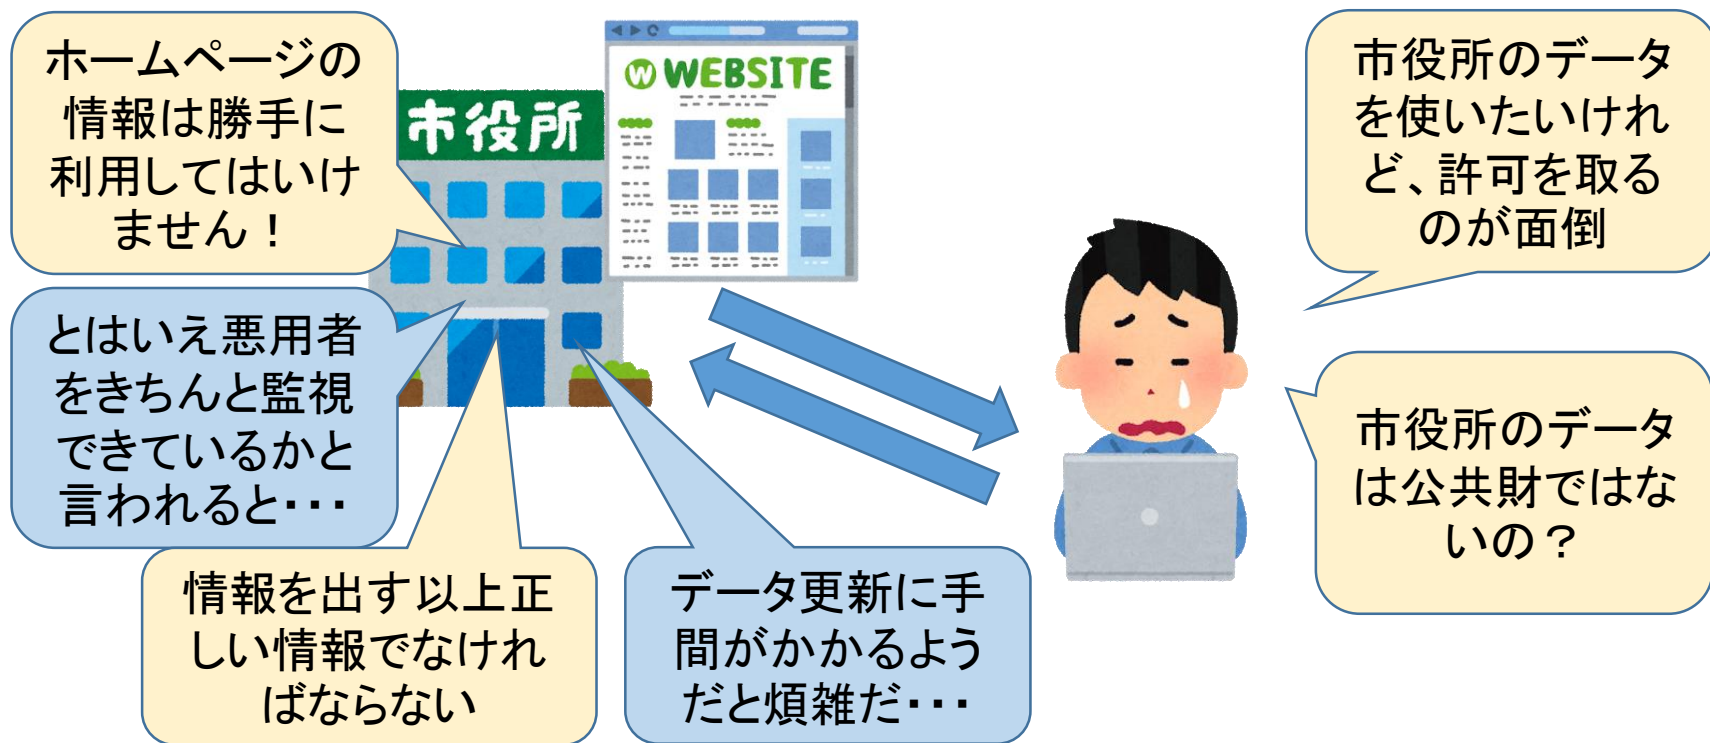 ホームページの
情報は勝手に
利用してはいけ
ません！
市役所
WEBSITE
とはいえ悪用者
をきちんと監視
できているかと
言われると・・・
情報を出す以上正
しい情報でなけれ
ばならない
データ更新に手
間がかかるよう
だと煩雑だ・・・
市役所のデータ
を使いたいけれ
ど、許可を取る
のが面倒
市役所のデータ
は公共財ではな
いの？